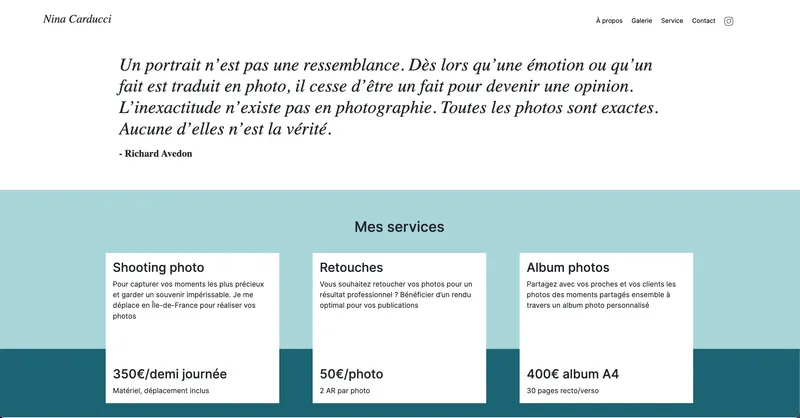 Nina Carducci
À propos Galerie Service Contact
Un portrait n’est pas une ressemblance. Dès lors qu’une émotion ou qu’un
fait est traduit en photo, il cesse d’être un fait pour devenir une opinion.
L’inexactitude n’existe pas en photographie. Toutes les photos sont exactes.
Aucune d’elles n’est la vérité.
- Richard Avedon
Mes services
Shooting photo
Pour capturer vos moments les plus précieux
et garder un souvenir impérissable. Je me
déplace en Île-de-France pour réaliser vos
photos
350€/demi journée
Matériel, déplacement inclus
Retouches
Vous souhaitez retoucher vos photos pour un
résultat professionnel ? Bénéficier d’un rendu
optimal pour vos publications
50€/photo
2 AR par photo
Album photos
Partagez avec vos proches et vos clients les
photos des moments partagés ensemble à
travers un album photo personnalisé
400€ album A4
30 pages recto/verso